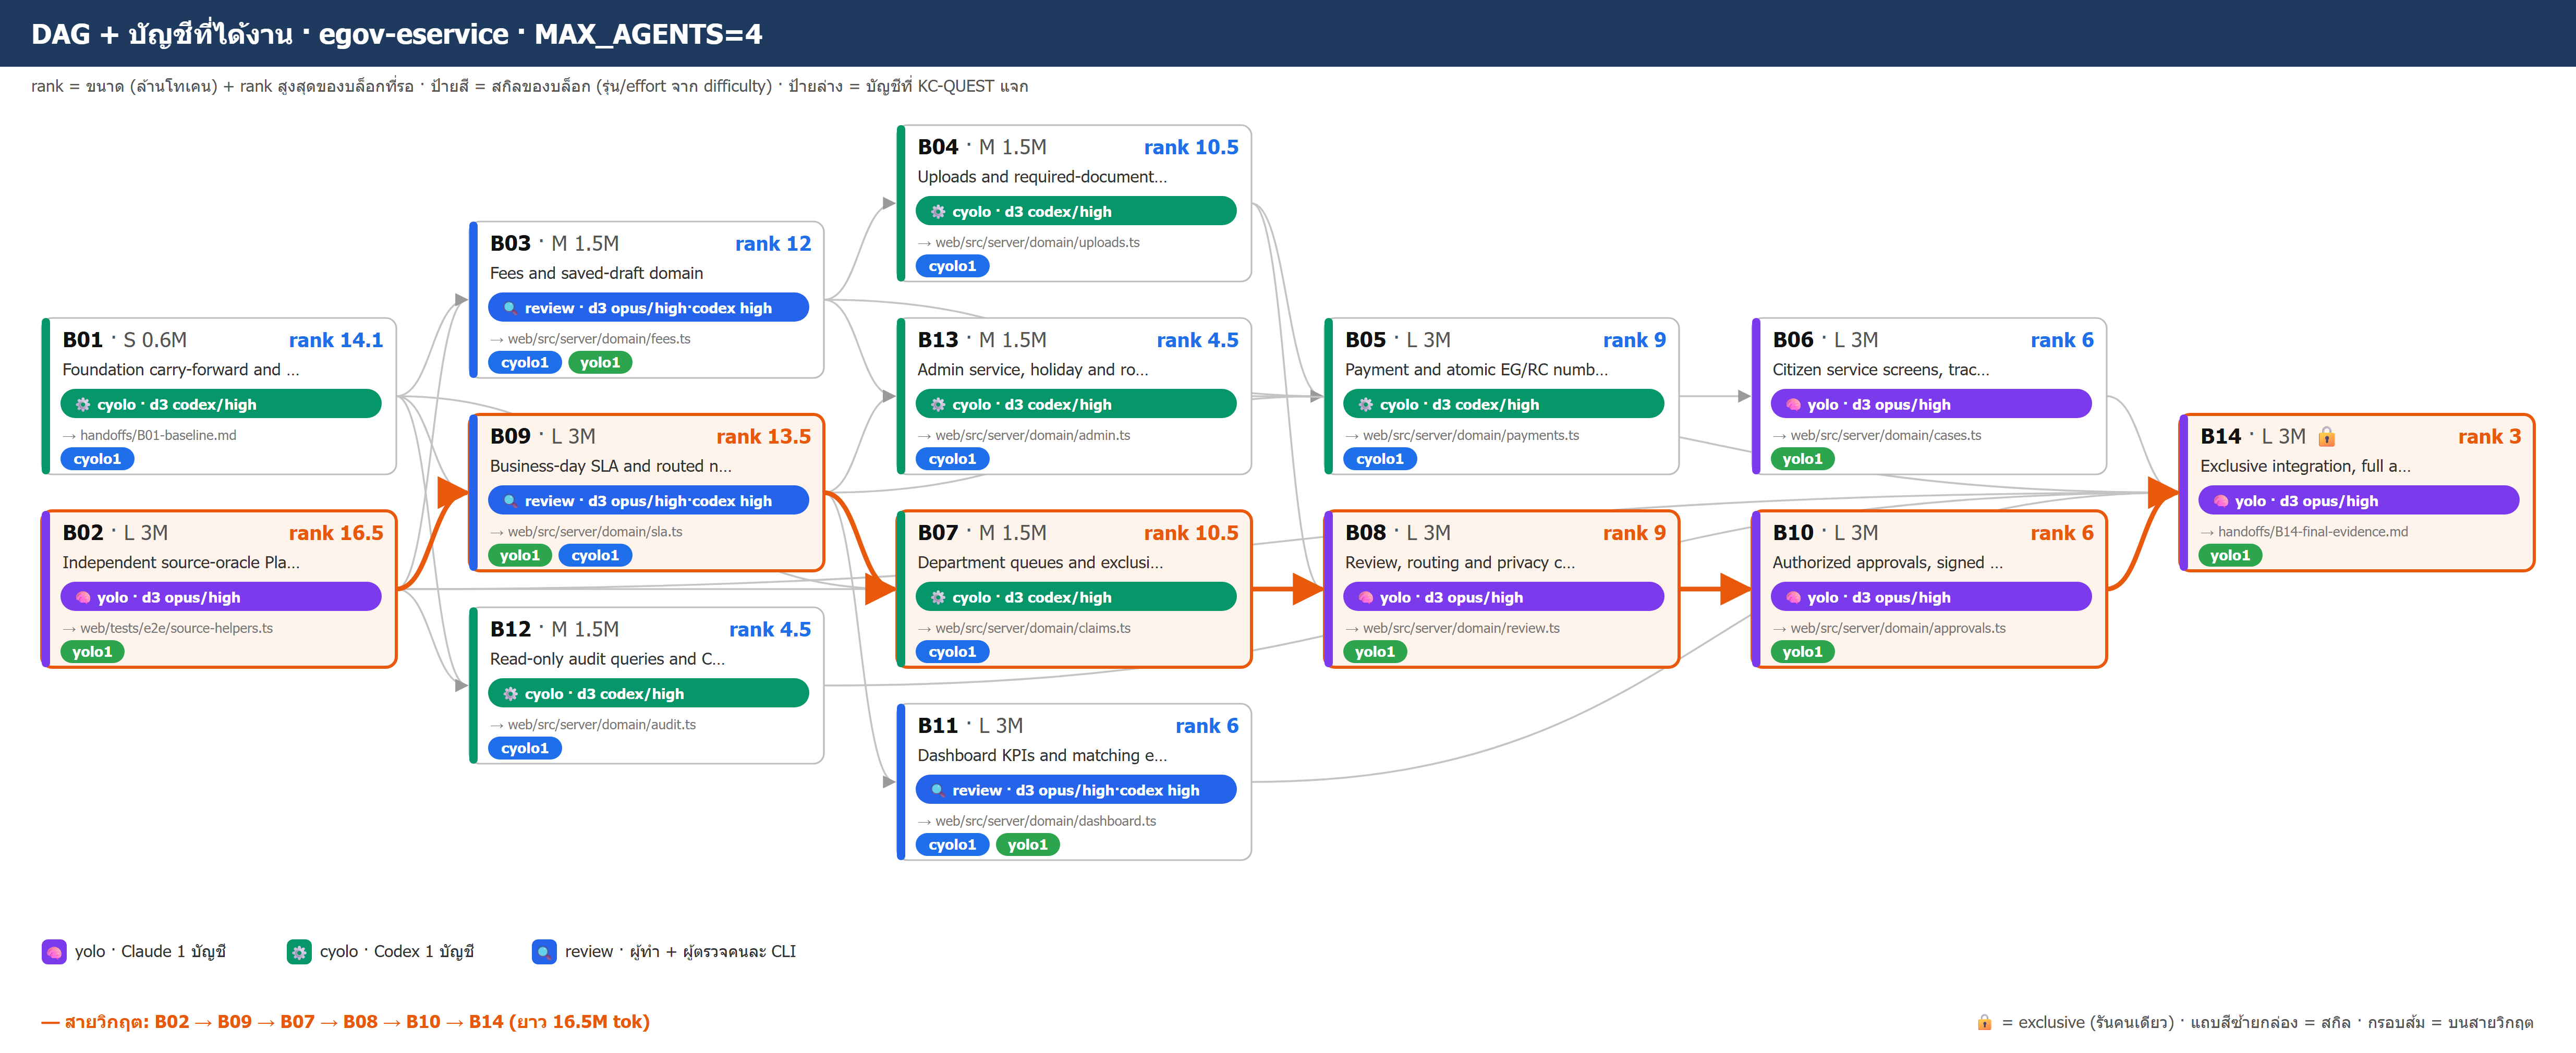 DAG + บัญชีที่ได้งาน · egov-eservice · MAX_AGENTS=4
rank = ขนาด (ล้านโทเคน) + rank สูงสุดของบล็อกที่รอ · ป้ายสี = สกิลของบล็อก (รุ่น/effort จาก difficulty) · ป้ายล่าง = บัญชีที่ KC-QUEST แจก
B01 · S 0.6M rank 14.1
Foundation carry-forward and ...
cyolo · d3 codex/high
→ handoffs/B01-baseline.md
cyolo1
B02 · L 3M rank 16.5
Independent source-oracle Pla...
yolo · d3 opus/high
→ web/tests/e2e/source-helpers.ts
yolo1
B03 · M 1.5M rank 12
Fees and saved-draft domain
review · d3 opus/high·codex high
→ web/src/server/domain/fees.ts
cyolo1 yolo1
B09 · L 3M rank 13.5
Business-day SLA and routed n...
review · d3 opus/high·codex high
→ web/src/server/domain/sla.ts
yolo1 cyolo1
B12 · M 1.5M rank 4.5
Read-only audit queries and C...
cyolo · d3 codex/high
→ web/src/server/domain/audit.ts
cyolo1
B04 · M 1.5M rank 10.5
Uploads and required-document...
cyolo · d3 codex/high
→ web/src/server/domain/uploads.ts
cyolo1
B13 · M 1.5M rank 4.5
Admin service, holiday and ro...
cyolo · d3 codex/high
→ web/src/server/domain/admin.ts
cyolo1
B07 · M 1.5M rank 10.5
Department queues and exclusi...
cyolo · d3 codex/high
→ web/src/server/domain/claims.ts
cyolo1
B11 · L 3M rank 6
Dashboard KPIs and matching e...
review · d3 opus/high·codex high
→ web/src/server/domain/dashboard.ts
cyolo1 yolo1
B05 · L 3M rank 9
Payment and atomic EG/RC numb...
cyolo · d3 codex/high
→ web/src/server/domain/payments.ts
cyolo1
B08 · L 3M rank 9
Review, routing and privacy c...
yolo · d3 opus/high
→ web/src/server/domain/review.ts
yolo1
B06 · L 3M rank 6
Citizen service screens, trac...
yolo · d3 opus/high
→ web/src/server/domain/cases.ts
yolo1
B10 · L 3M rank 6
Authorized approvals, signed ...
yolo · d3 opus/high
→ web/src/server/domain/approvals.ts
yolo1
B14 · L 3M 🔒 rank 3
Exclusive integration, full a...
yolo · d3 opus/high
→ handoffs/B14-final-evidence.md
yolo1
yolo · Claude 1 บัญชี
cyolo · Codex 1 บัญชี
review · ผู้ทำ + ผู้ตรวจคนละ CLI
— สายวิกฤต: B02 → B09 → B07 → B08 → B10 → B14 (ยาว 16.5M tok)
🔒 = exclusive (รันคนเดียว) · แถบสีซ้ายกล่อง = สกิล · กรอบส้ม = บนสายวิกฤต